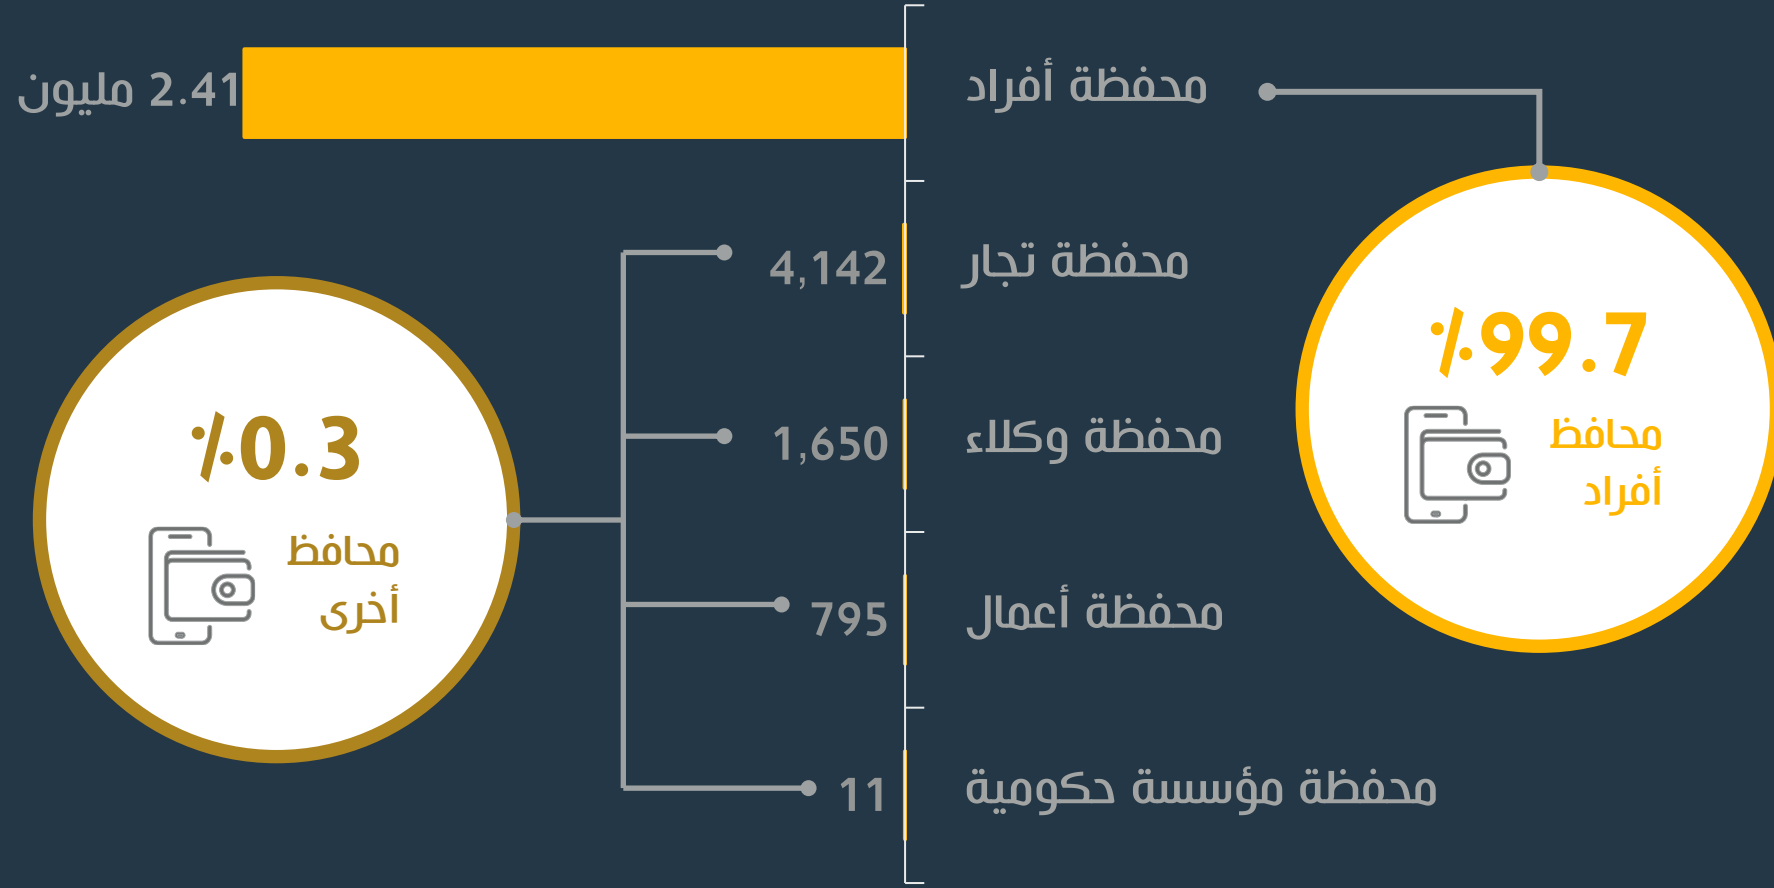 محفظة أفراد
2.41 مليون
محفظة تجار
4,142
محفظة وكلاء
1,650
محفظة أعمال
795
محفظة مؤسسة حكومية
11
٪99.7
محافظ
أفراد
٪0.3
محافظ
أخرى